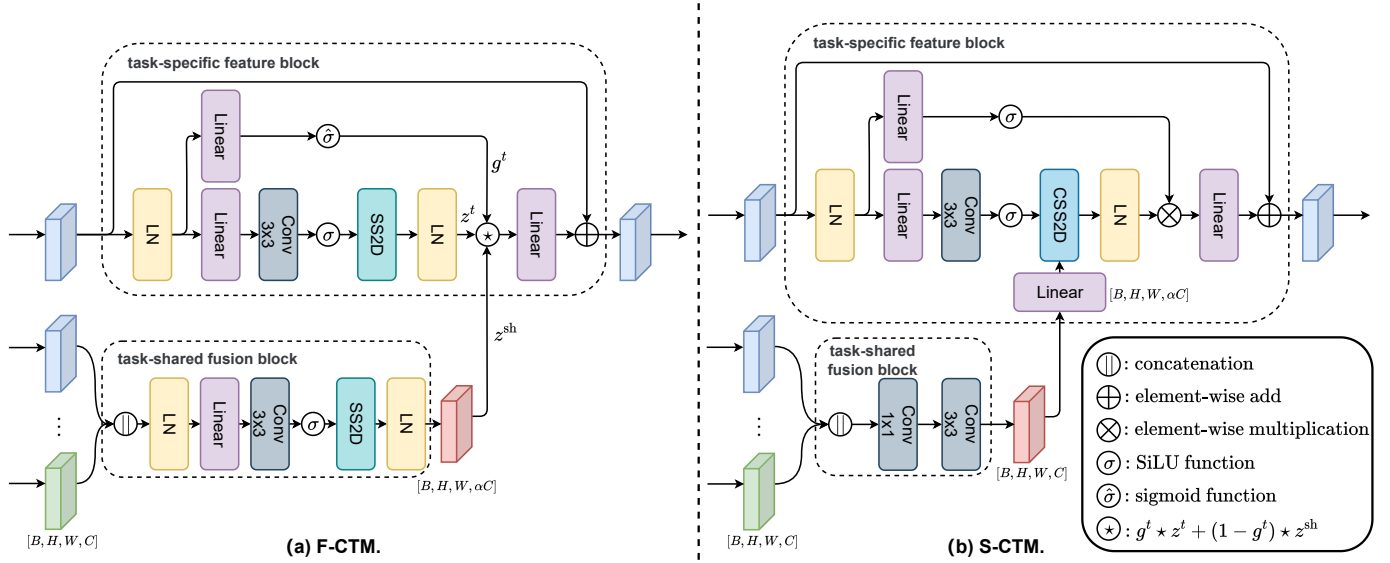 task-specific feature block
Linear
σ̂
g^t
LN
Linear
Conv
3x3
σ
SS2D
LN
z^t
⋆
Linear
z^sh
task-shared fusion block
||
LN
Linear
Conv
3x3
σ
SS2D
LN
[B, H, W, αC]
[B, H, W, C]
(a) F-CTM.
task-specific feature block
Linear
σ
LN
Linear
Conv
3x3
σ
CSS2D
LN
Linear
Linear
[B, H, W, αC]
task-shared
fusion block
||
Conv
1x1
Conv
3x3
[B, H, W, C]
[B, H, W, C]
(b) S-CTM.
|| : concatenation
⊕ : element-wise add
⊗ : element-wise multiplication
σ : SiLU function
σ̂ : sigmoid function
⋆ : g^t ⋆ z^t + (1 − g^t) ⋆ z^sh